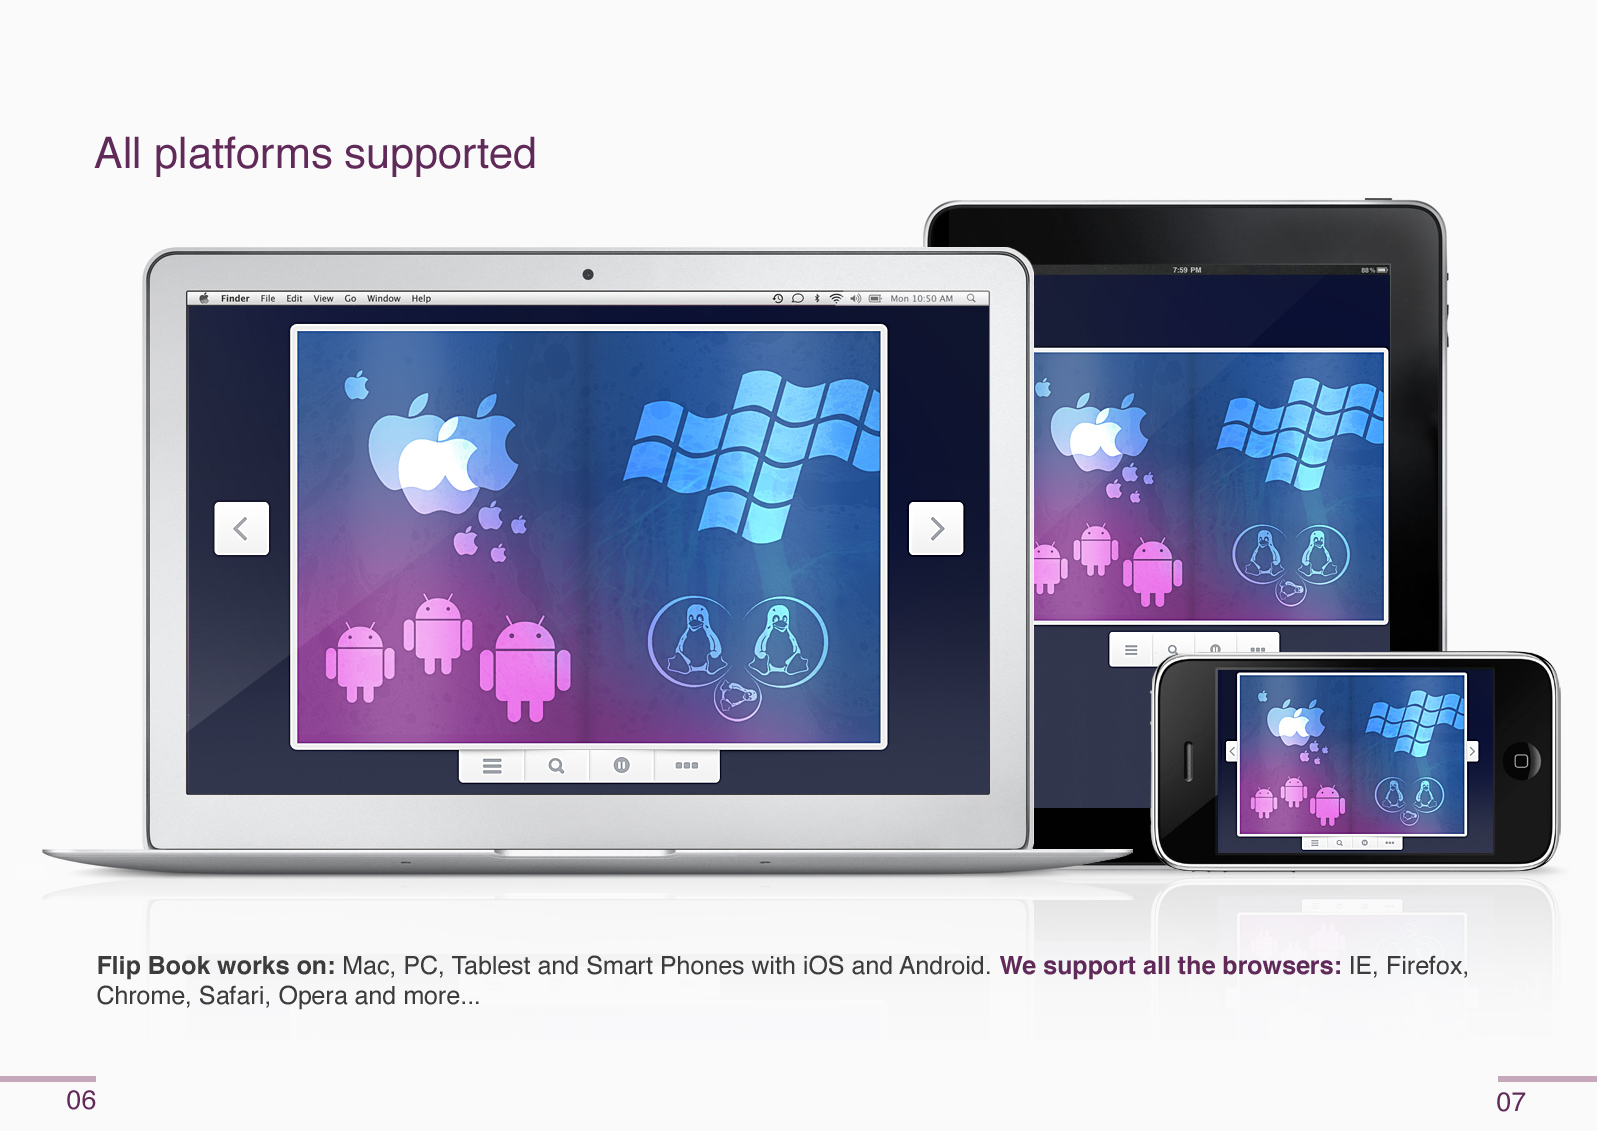 All platforms supported
7:59 PM
88%
Finder File Edit View Go Window Help
Mon 10:50 AM
Flip Book works on: Mac, PC, Tablest and Smart Phones with iOS and Android. We support all the browsers: IE, Firefox,
Chrome, Safari, Opera and more...
06
07